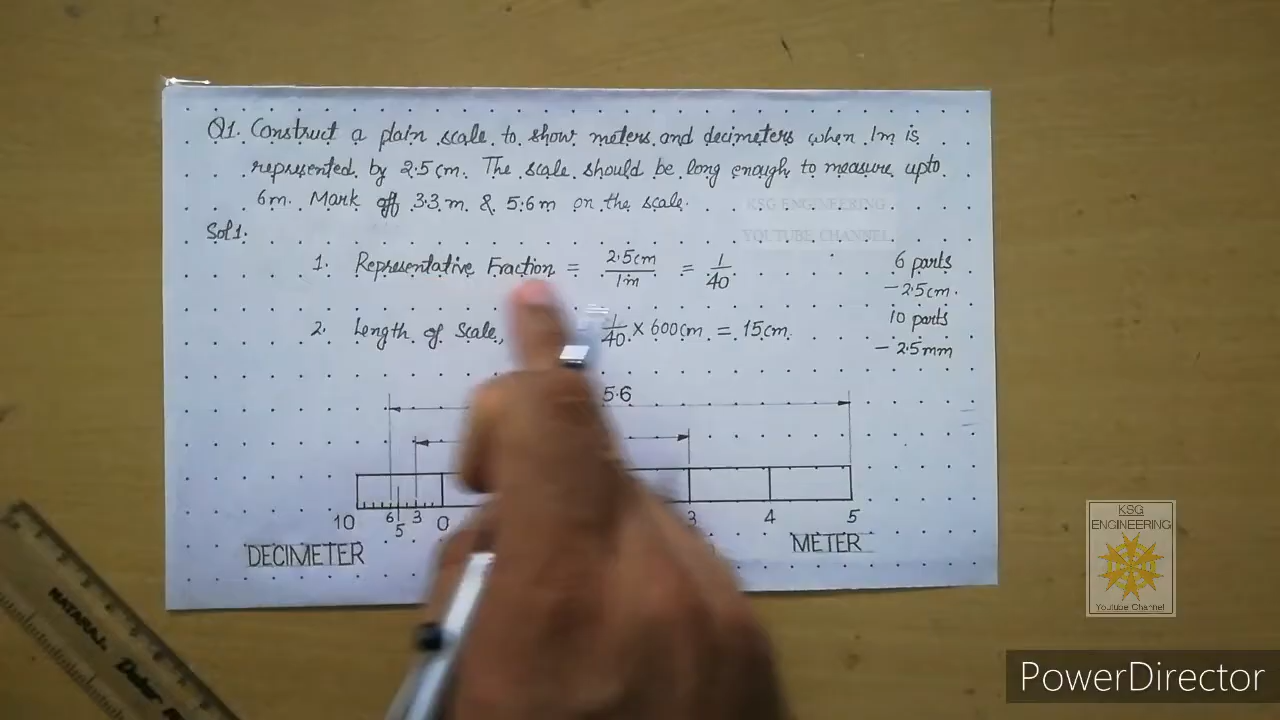 Q1. Construct a plain scale to show meters and decimeters when 1m is
represented by 2.5 cm. The scale should be long enough to measure upto
6m. Mark off 3.3 m & 5.6 m on the scale.
KSG ENGINEERING
YOUTUBE CHANNEL
Sol1.
1. Representative Fraction = 2.5cm / 1m = 1/40
6 parts
- 2.5cm.
2. Length of Scale, 1/40 x 600cm = 15cm.
10 parts
- 2.5mm
5.6
10 6 5 3 0 3 4 5
DECIMETER METER
NATARAJ
KSG
ENGINEERING
Youtube Channel
PowerDirector